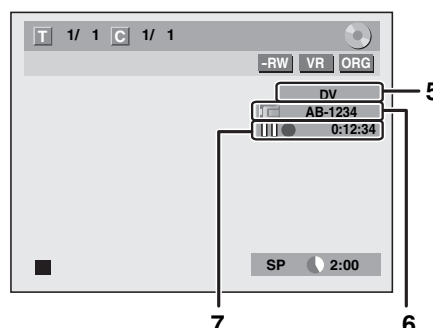 T 1/ 1 C 1/ 1
-RW VR ORG
DV
5
AB-1234
0:12:34
SP 2:00
7 6